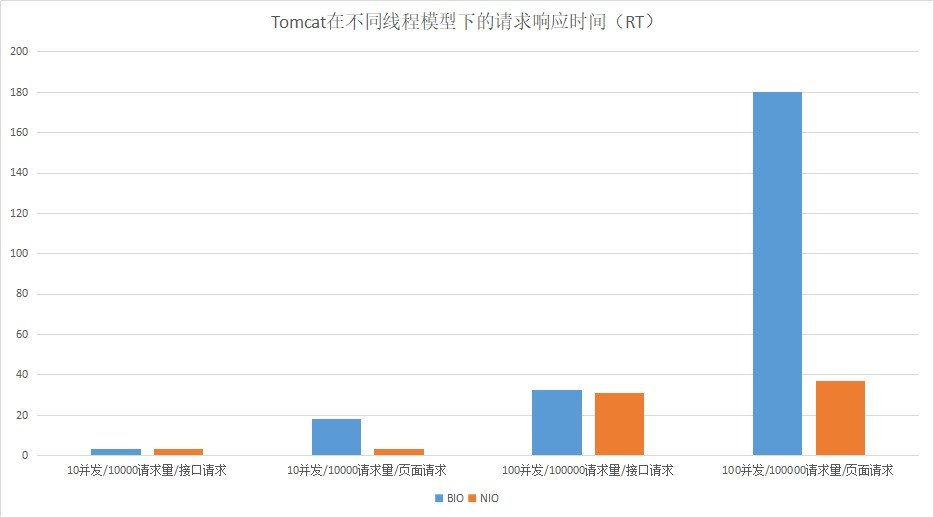 Tomcat在不同线程模型下的请求响应时间（RT）
200
180
160
140
120
100
80
60
40
20
0
10并发/10000请求量/接口请求
10并发/10000请求量/页面请求
100并发/100000请求量/接口请求
100并发/100000请求量/页面请求
BIO NIO